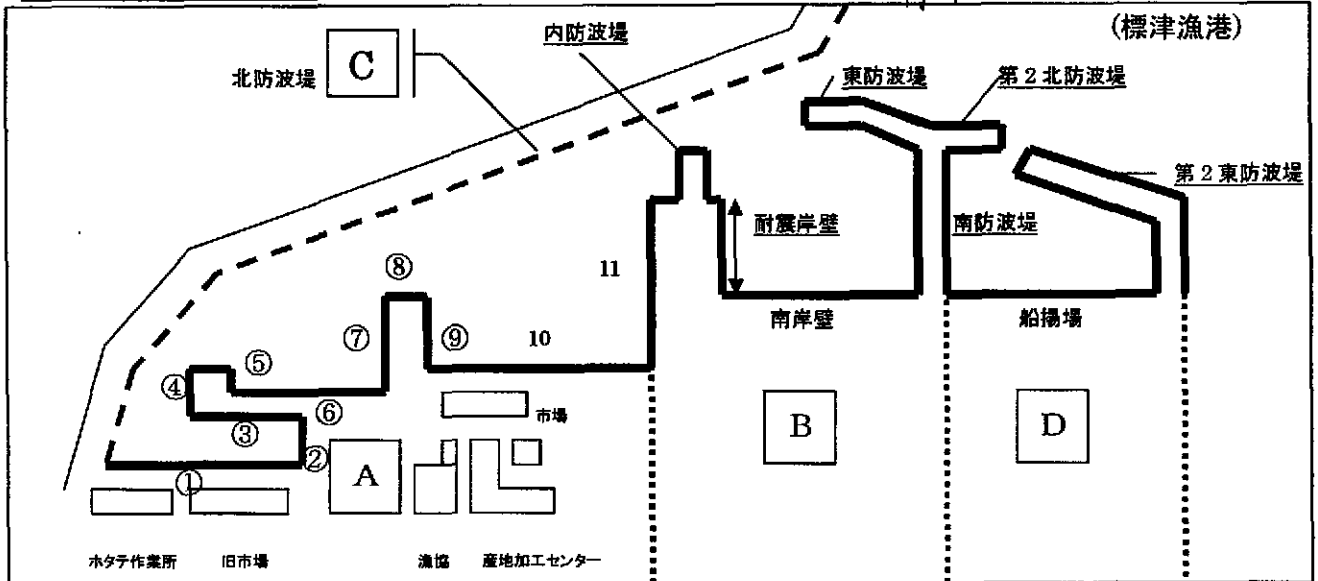 (標津漁港)
内防波堤
C
北防波堤
東防波堤
第2北防波堤
第2東防波堤
耐震岸壁
南防波堤
⑧
11
南岸壁
船揚場
⑦
⑨
10
⑤
④
⑥
市場
③
B
D
②
A
①
ホタテ作業所
旧市場
漁協
産地加工センター